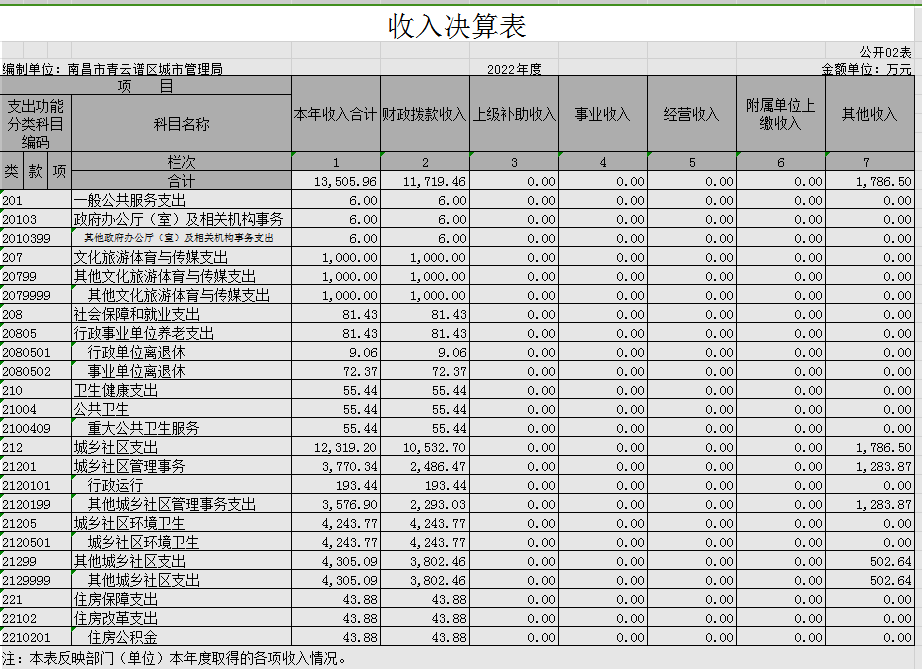 收入决算表
公开02表
编制单位：南昌市青云谱区城市管理局 2022年度 金额单位：万元
项 目 本年收入合计 财政拨款收入 上级补助收入 事业收入 经营收入 附属单位上缴收入 其他收入
支出功能分类科目编码 科目名称
类 款 项 栏次 1 2 3 4 5 6 7
合计 13,505.96 11,719.46 0.00 0.00 0.00 0.00 1,786.50
201 一般公共服务支出 6.00 6.00 0.00 0.00 0.00 0.00 0.00
20103 政府办公厅（室）及相关机构事务 6.00 6.00 0.00 0.00 0.00 0.00 0.00
2010399 其他政府办公厅（室）及相关机构事务支出 6.00 6.00 0.00 0.00 0.00 0.00 0.00
207 文化旅游体育与传媒支出 1,000.00 1,000.00 0.00 0.00 0.00 0.00 0.00
20799 其他文化旅游体育与传媒支出 1,000.00 1,000.00 0.00 0.00 0.00 0.00 0.00
2079999 其他文化旅游体育与传媒支出 1,000.00 1,000.00 0.00 0.00 0.00 0.00 0.00
208 社会保障和就业支出 81.43 81.43 0.00 0.00 0.00 0.00 0.00
20805 行政事业单位养老支出 81.43 81.43 0.00 0.00 0.00 0.00 0.00
2080501 行政单位离退休 9.06 9.06 0.00 0.00 0.00 0.00 0.00
2080502 事业单位离退休 72.37 72.37 0.00 0.00 0.00 0.00 0.00
210 卫生健康支出 55.44 55.44 0.00 0.00 0.00 0.00 0.00
21004 公共卫生 55.44 55.44 0.00 0.00 0.00 0.00 0.00
2100409 重大公共卫生服务 55.44 55.44 0.00 0.00 0.00 0.00 0.00
212 城乡社区支出 12,319.20 10,532.70 0.00 0.00 0.00 0.00 1,786.50
21201 城乡社区管理事务 3,770.34 2,486.47 0.00 0.00 0.00 0.00 1,283.87
2120101 行政运行 193.44 193.44 0.00 0.00 0.00 0.00 0.00
2120199 其他城乡社区管理事务支出 3,576.90 2,293.03 0.00 0.00 0.00 0.00 1,283.87
21205 城乡社区环境卫生 4,243.77 4,243.77 0.00 0.00 0.00 0.00 0.00
2120501 城乡社区环境卫生 4,243.77 4,243.77 0.00 0.00 0.00 0.00 0.00
21299 其他城乡社区支出 4,305.09 3,802.46 0.00 0.00 0.00 0.00 502.64
2129999 其他城乡社区支出 4,305.09 3,802.46 0.00 0.00 0.00 0.00 502.64
221 住房保障支出 43.88 43.88 0.00 0.00 0.00 0.00 0.00
22102 住房改革支出 43.88 43.88 0.00 0.00 0.00 0.00 0.00
2210201 住房公积金 43.88 43.88 0.00 0.00 0.00 0.00 0.00
注：本表反映部门（单位）本年度取得的各项收入情况。